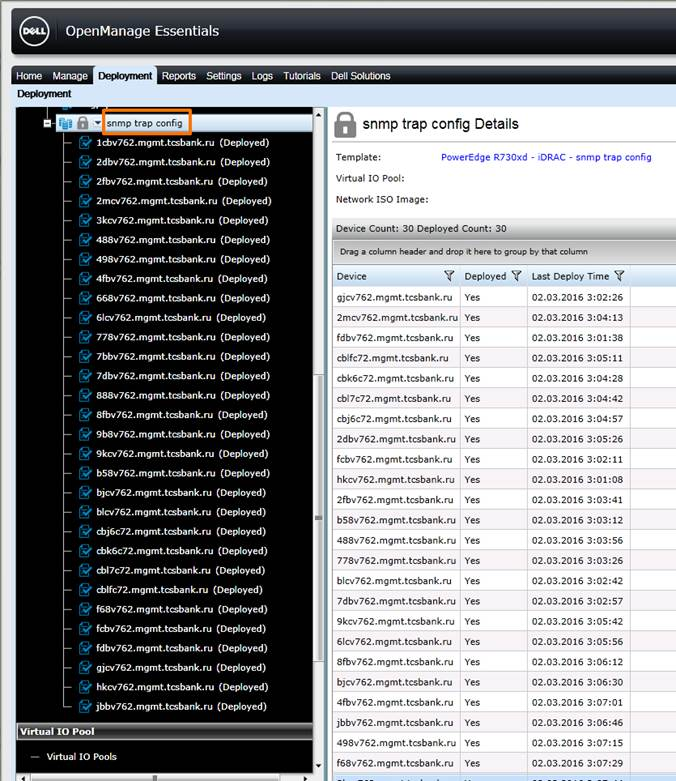 DELL OpenManage Essentials
Home Manage Deployment Reports Settings Logs Tutorials Dell Solutions
Deployment
snmp trap config
1cbv762.mgmt.tcsbank.ru (Deployed)
2dbv762.mgmt.tcsbank.ru (Deployed)
2fbv762.mgmt.tcsbank.ru (Deployed)
2mcv762.mgmt.tcsbank.ru (Deployed)
3kcv762.mgmt.tcsbank.ru (Deployed)
488v762.mgmt.tcsbank.ru (Deployed)
498v762.mgmt.tcsbank.ru (Deployed)
4fbv762.mgmt.tcsbank.ru (Deployed)
668v762.mgmt.tcsbank.ru (Deployed)
6lcv762.mgmt.tcsbank.ru (Deployed)
778v762.mgmt.tcsbank.ru (Deployed)
7bbv762.mgmt.tcsbank.ru (Deployed)
7dbv762.mgmt.tcsbank.ru (Deployed)
888v762.mgmt.tcsbank.ru (Deployed)
8fbv762.mgmt.tcsbank.ru (Deployed)
9b8v762.mgmt.tcsbank.ru (Deployed)
9kcv762.mgmt.tcsbank.ru (Deployed)
b58v762.mgmt.tcsbank.ru (Deployed)
bjcv762.mgmt.tcsbank.ru (Deployed)
blcv762.mgmt.tcsbank.ru (Deployed)
cbj6c72.mgmt.tcsbank.ru (Deployed)
cbk6c72.mgmt.tcsbank.ru (Deployed)
cbl7c72.mgmt.tcsbank.ru (Deployed)
cblfc72.mgmt.tcsbank.ru (Deployed)
f68v762.mgmt.tcsbank.ru (Deployed)
fcbv762.mgmt.tcsbank.ru (Deployed)
fdbv762.mgmt.tcsbank.ru (Deployed)
gjcv762.mgmt.tcsbank.ru (Deployed)
hkcv762.mgmt.tcsbank.ru (Deployed)
jbbv762.mgmt.tcsbank.ru (Deployed)
Virtual IO Pool
Virtual IO Pools
snmp trap config Details
Template: PowerEdge R730xd - iDRAC - snmp trap config
Virtual IO Pool:
Network ISO Image:
Device Count: 30 Deployed Count: 30
Drag a column header and drop it here to group by that column
Device Deployed Last Deploy Time
gjcv762.mgmt.tcsbank.ru Yes 02.03.2016 3:02:26
2mcv762.mgmt.tcsbank.ru Yes 02.03.2016 3:04:13
fdbv762.mgmt.tcsbank.ru Yes 02.03.2016 3:01:38
cblfc72.mgmt.tcsbank.ru Yes 02.03.2016 3:05:11
cbk6c72.mgmt.tcsbank.ru Yes 02.03.2016 3:04:28
cbl7c72.mgmt.tcsbank.ru Yes 02.03.2016 3:04:42
cbj6c72.mgmt.tcsbank.ru Yes 02.03.2016 3:04:57
2dbv762.mgmt.tcsbank.ru Yes 02.03.2016 3:05:26
fcbv762.mgmt.tcsbank.ru Yes 02.03.2016 3:02:11
hkcv762.mgmt.tcsbank.ru Yes 02.03.2016 3:01:08
2fbv762.mgmt.tcsbank.ru Yes 02.03.2016 3:03:41
b58v762.mgmt.tcsbank.ru Yes 02.03.2016 3:03:12
488v762.mgmt.tcsbank.ru Yes 02.03.2016 3:03:56
778v762.mgmt.tcsbank.ru Yes 02.03.2016 3:03:26
blcv762.mgmt.tcsbank.ru Yes 02.03.2016 3:02:42
7dbv762.mgmt.tcsbank.ru Yes 02.03.2016 3:02:57
9kcv762.mgmt.tcsbank.ru Yes 02.03.2016 3:05:42
6lcv762.mgmt.tcsbank.ru Yes 02.03.2016 3:05:56
8fbv762.mgmt.tcsbank.ru Yes 02.03.2016 3:06:12
bjcv762.mgmt.tcsbank.ru Yes 02.03.2016 3:06:30
4fbv762.mgmt.tcsbank.ru Yes 02.03.2016 3:07:01
jbbv762.mgmt.tcsbank.ru Yes 02.03.2016 3:06:46
498v762.mgmt.tcsbank.ru Yes 02.03.2016 3:07:15
f68v762.mgmt.tcsbank.ru Yes 02.03.2016 3:07:29